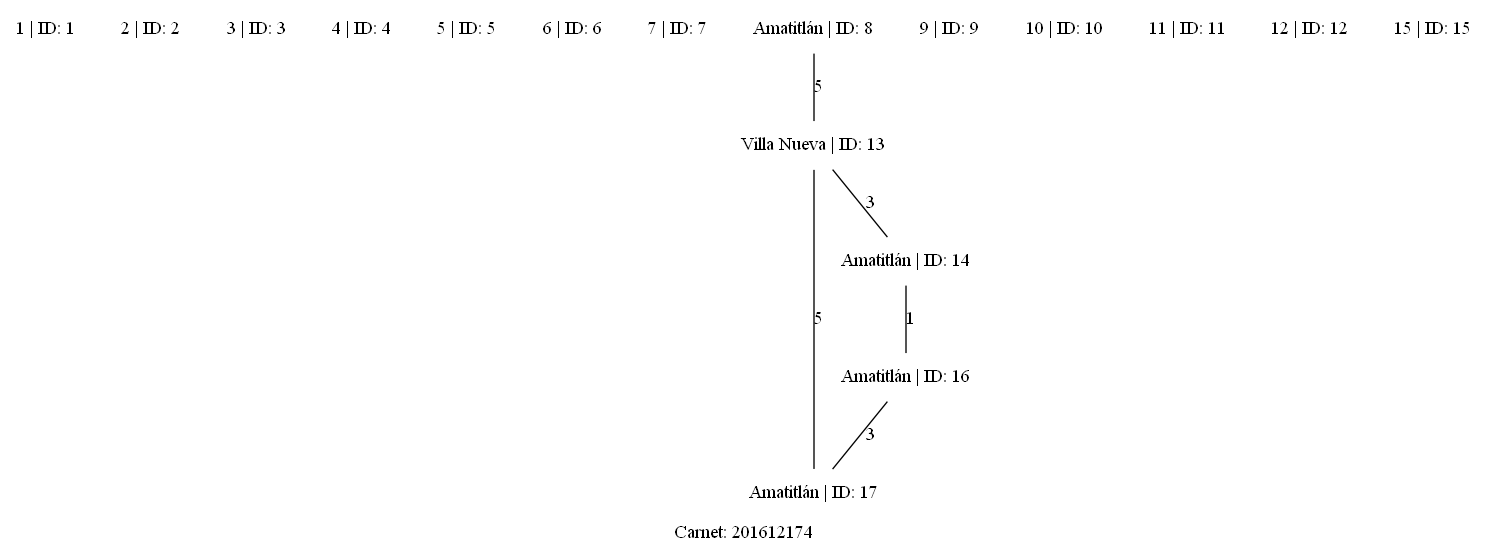 1 | ID: 1 2 | ID: 2 3 | ID: 3 4 | ID: 4 5 | ID: 5 6 | ID: 6 7 | ID: 7 Amatitlán | ID: 8 9 | ID: 9 10 | ID: 10 11 | ID: 11 12 | ID: 12 15 | ID: 15
5
Villa Nueva | ID: 13
3
Amatitlán | ID: 14
5 1
Amatitlán | ID: 16
3
Amatitlán | ID: 17
Carnet: 201612174